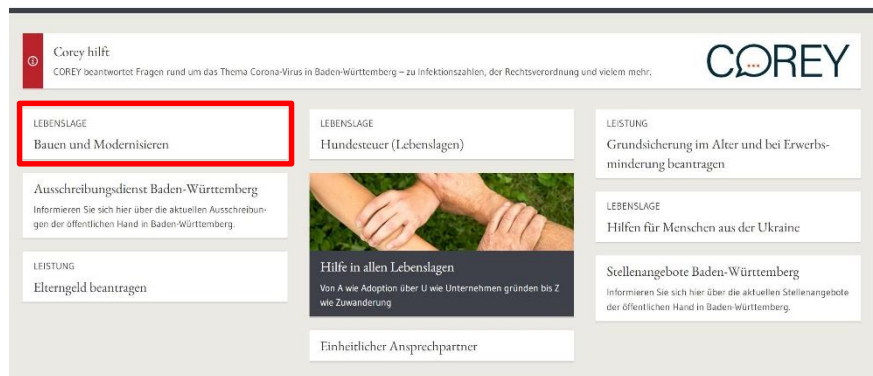 Corey hilft
COREY beantwortet Fragen rund um das Thema Corona-Virus in Baden-Württemberg – zu Infektionszahlen, der Rechtsverordnung und vielem mehr.
COREY
LEBENSLAGE
Bauen und Modernisieren
Ausschreibungsdienst Baden-Württemberg
Informieren Sie sich hier über die aktuellen Ausschreibun-
gen der öffentlichen Hand in Baden-Württemberg.
LEISTUNG
Elterngeld beantragen
LEBENSLAGE
Hundesteuer (Lebenslagen)
Hilfe in allen Lebenslagen
Von A wie Adoption über U wie Unternehmen gründen bis Z
wie Zuwanderung
Einheitlicher Ansprechpartner
LEISTUNG
Grundsicherung im Alter und bei Erwerbs-
minderung beantragen
LEBENSLAGE
Hilfen für Menschen aus der Ukraine
Stellenangebote Baden-Württemberg
Informieren Sie sich hier über die aktuellen Stellenangebote
der öffentlichen Hand in Baden-Württemberg.